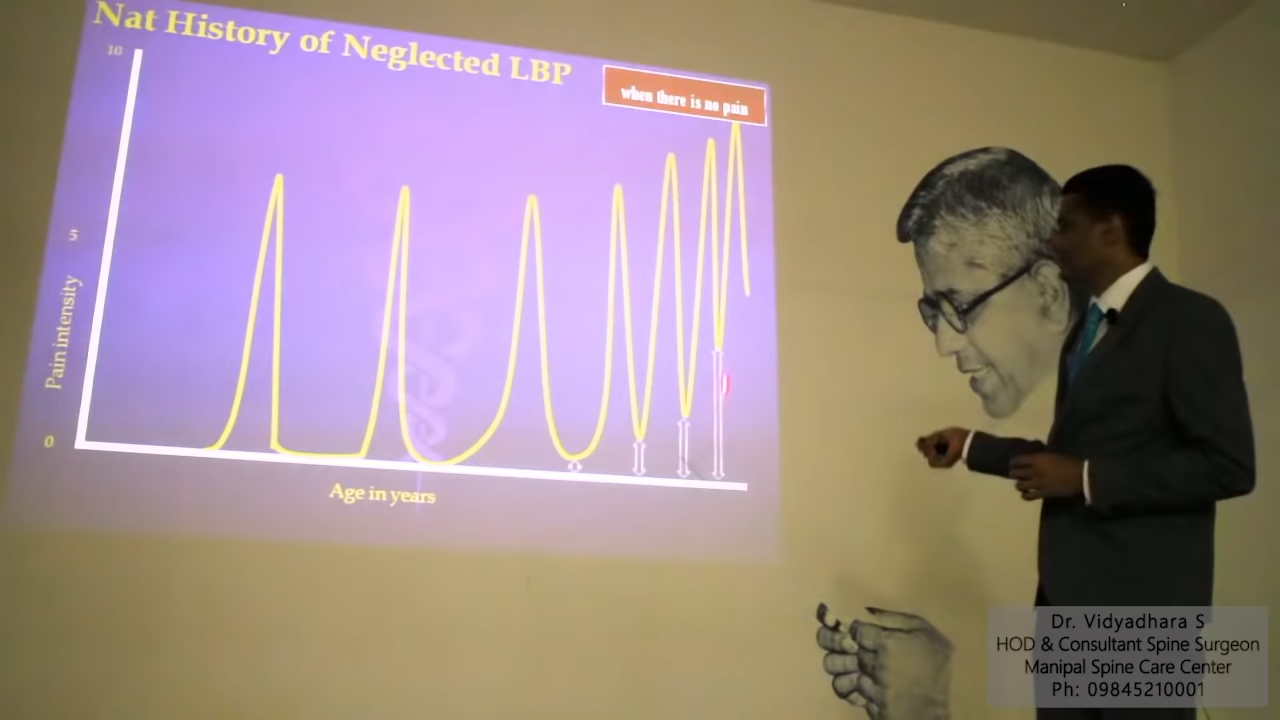 Nat History of Neglected LBP
10
when there is no pain
5
Pain intensity
0
Age in years
Dr. Vidyadhara S
HOD & Consultant Spine Surgeon
Manipal Spine Care Center
Ph: 09845210001